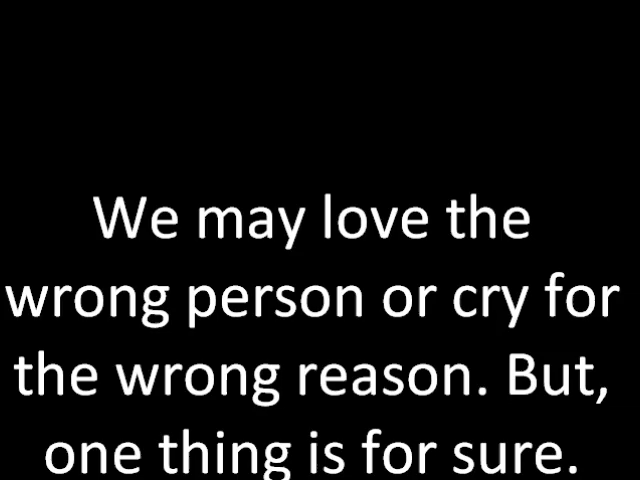 We may love the
wrong person or cry for
the wrong reason. But,
one thing is for sure.